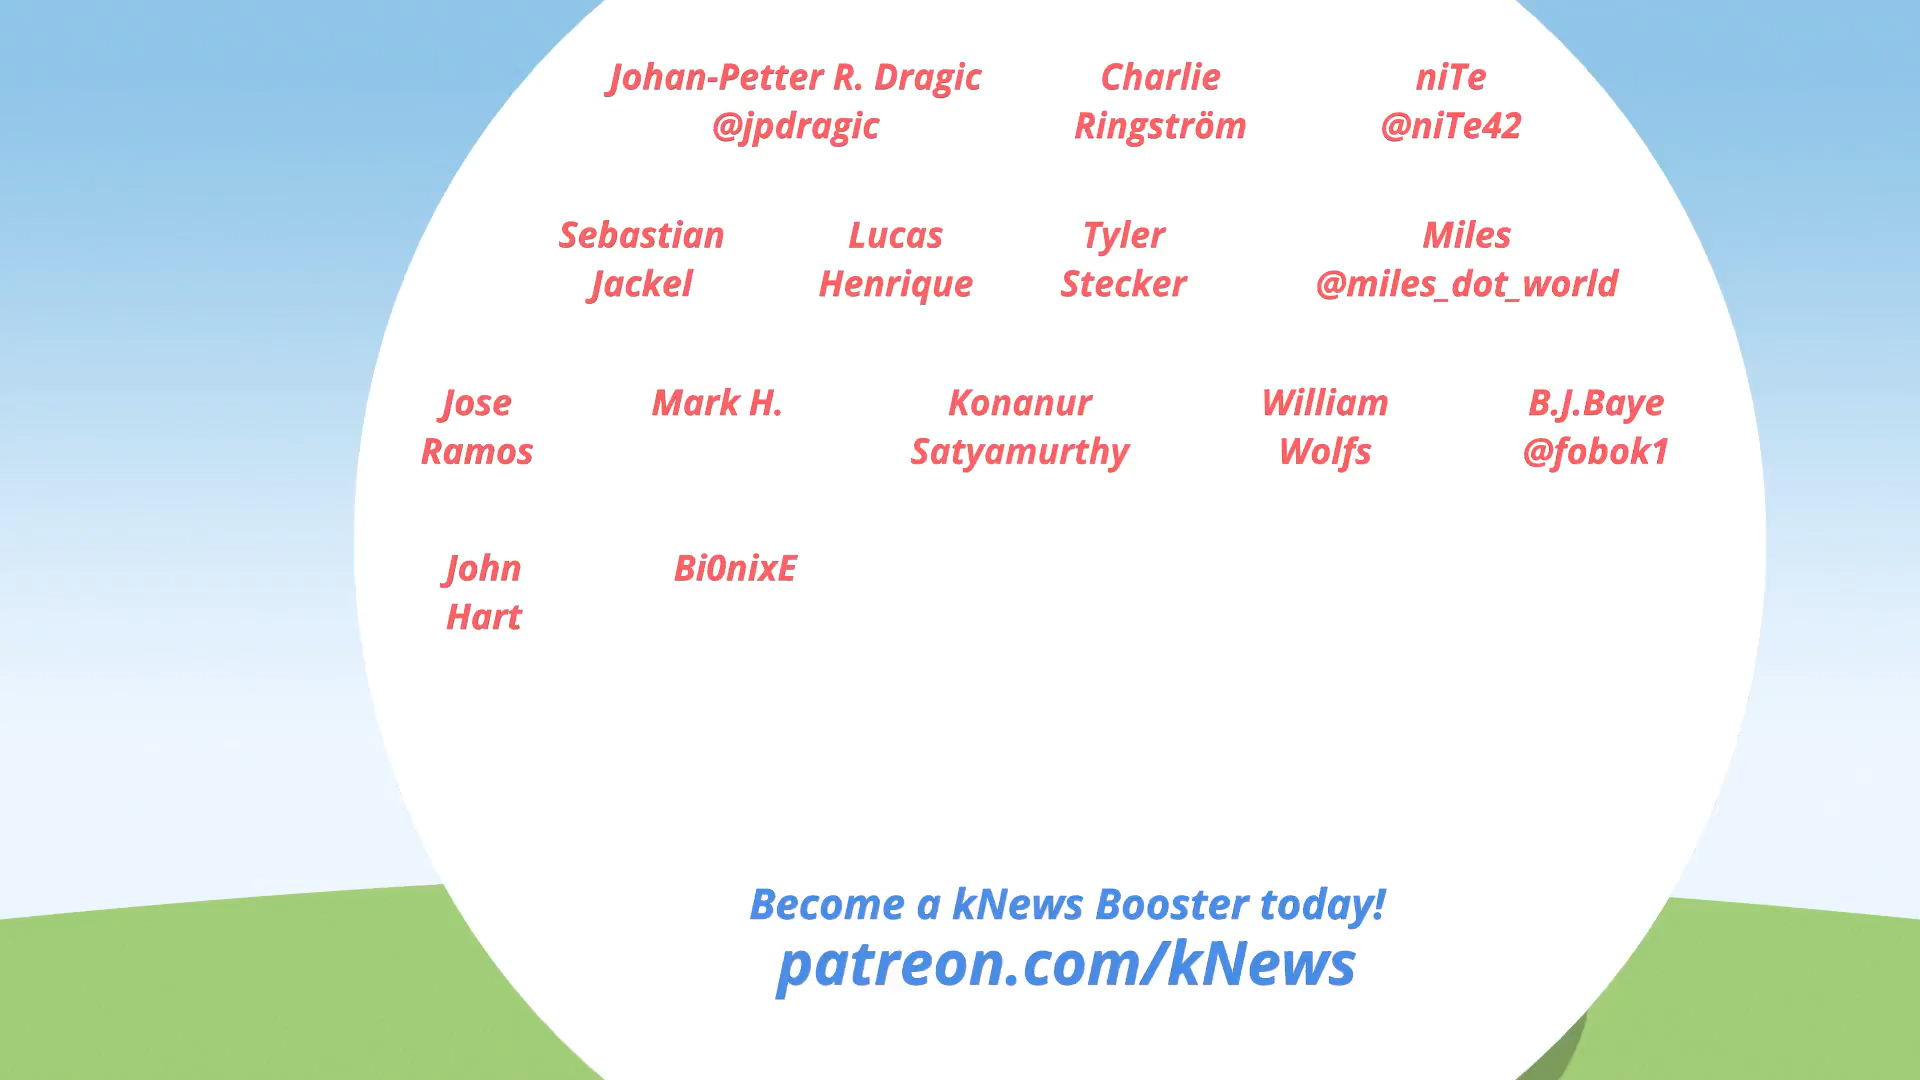 Johan-Petter R. Dragic
@jpdragic
Charlie
Ringström
niTe
@niTe42
Sebastian
Jackel
Lucas
Henrique
Tyler
Stecker
Miles
@miles_dot_world
Jose
Ramos
Mark H.
Konanur
Satyamurthy
William
Wolfs
B.J.Baye
@fobok1
John
Hart
Bi0nixE
Become a kNews Booster today!
patreon.com/kNews